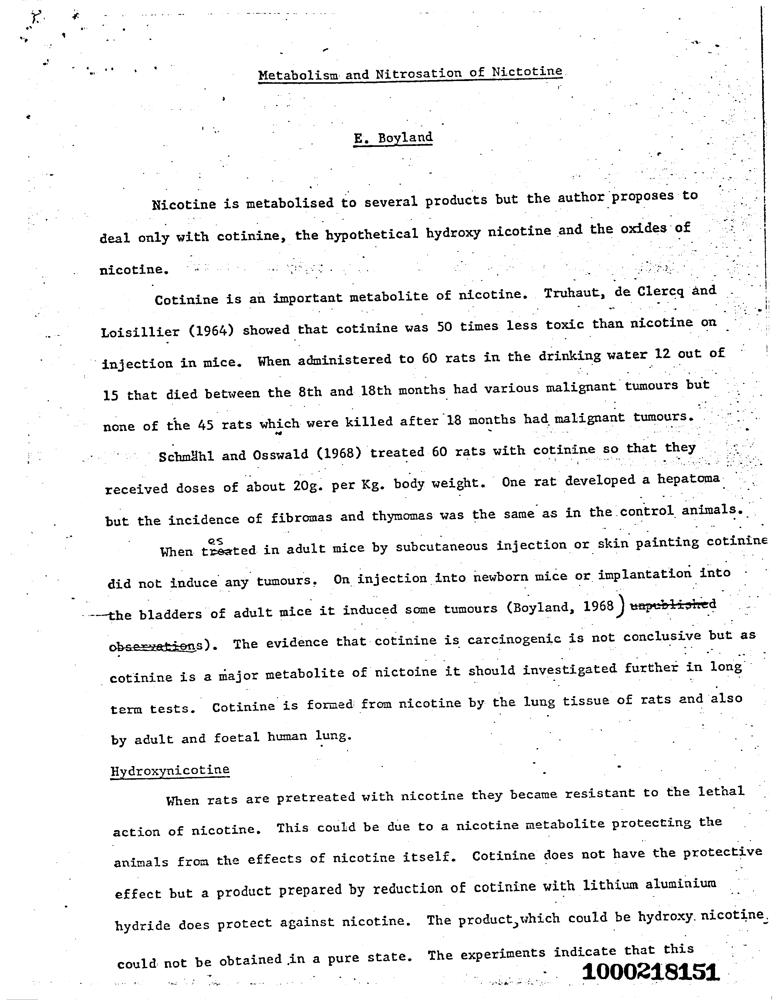 Metabolism and Nitrosation of Nictotine
E. Boyland
Nicotine is metabolised to several products but the author proposes to
deal only with cotinine, the hypothetical hydroxy nicotine and the oxides of
nicotine.
Cotinine is an important metabolite of nicotine. Truhaut, de Clercq and
Loisillier (1964) showed that cotinine was 50 times less toxic than nicotine on
injection in mice. When administered to 60 rats in the drinking water 12 out of
15 that died between the 8th and 18th months had various malignant tumours but
none of the 45 rats which were killed after 18 months had malignant tumours.
Schmähl and Osswald (1968) treated 60 rats with cotinine so that they
received doses of about 20g. per Kg. body weight. One rat developed a hepatoma
but the incidence of fibromas and thymomas was the same as in the control animals.
es
When treated in adult mice by subcutaneous injection or skin painting cotinine
did not induce any tumours. On injection into newborn mice or implantation into
the bladders of adult mice it induced some tumours (Boyland, 1968) unpublished
observations). The evidence that cotinine is carcinogenic is not conclusive but as
cotinine is a major metabolite of nictoine it should investigated further in long
term tests. Cotinine is formed from nicotine by the lung tissue of rats and also
by adult and foetal human lung.
Hydroxynicotine
When rats are pretreated with nicotine they became resistant to the lethal
action of nicotine. This could be due to a nicotine metabolite protecting the
animals from the effects of nicotine itself. Cotinine does not have the protective
effect but a product prepared by reduction of cotinine with lithium aluminium
hydride does protect against nicotine. The product, which could be hydroxy nicotine
could not be obtained in a pure state. The experiments indicate that this
1000218151